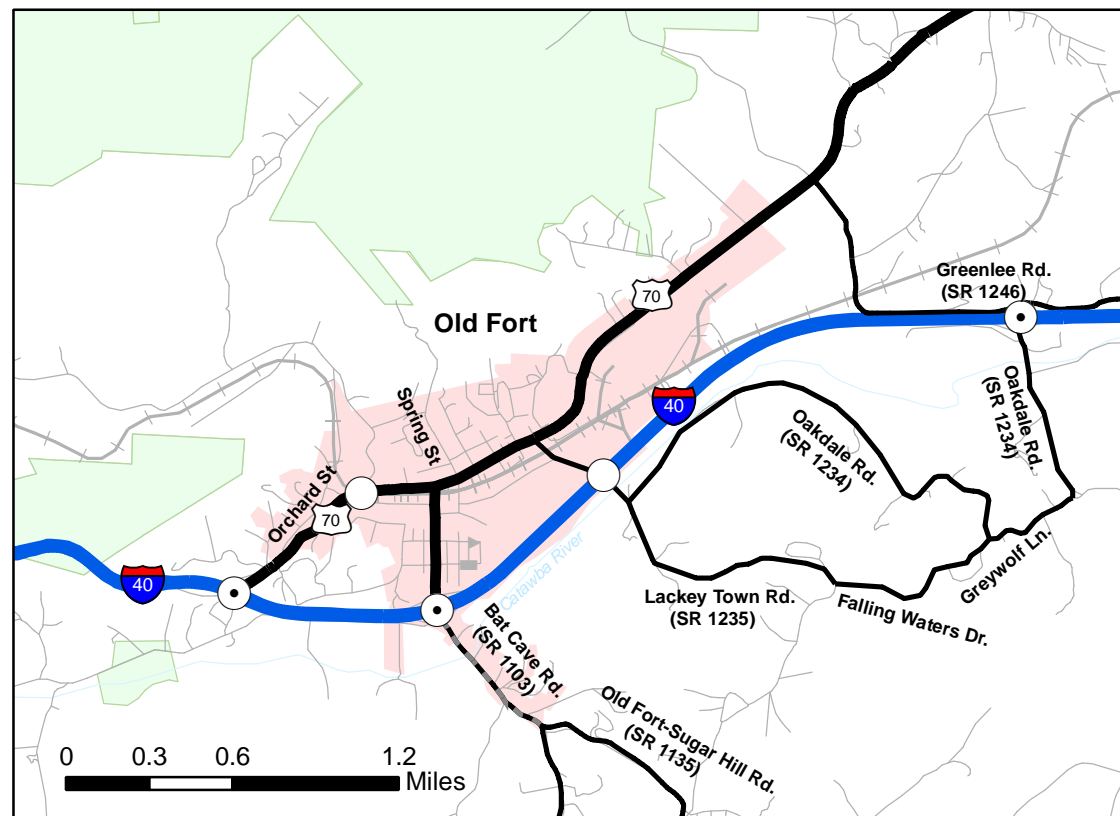 Greenlee Rd.
(SR 1246)
70
Old Fort
40
Spring St
Oakdale Rd.
(SR 1234)
Oakdale Rd.
(SR 1234)
Orchard St
70
40
Catawba River
Lackey Town Rd.
(SR 1235)
Falling Waters Dr.
Greywolf Ln.
Bat Cave Rd.
(SR 1103)
Old Fort-Sugar Hill Rd.
(SR 1135)
0 0.3 0.6 1.2
Miles